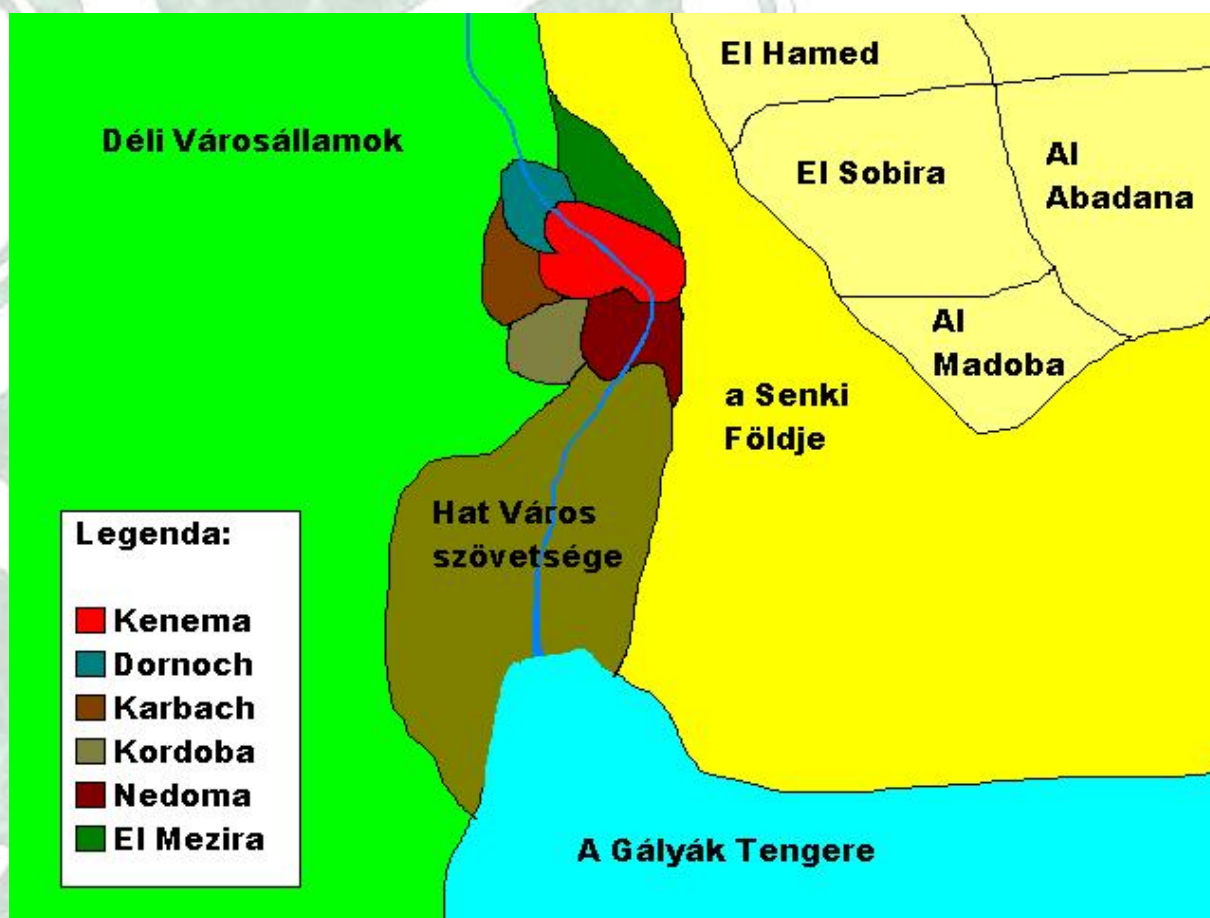 El Hamed
Déli Városállamok
El Sobira
Al
Abadana
Al
Madoba
a Senki
Földje
Hat Város
szövetsége
Legenda:
Kenema
Dornoch
Karbach
Kordoba
Nedoma
El Mezira
A Gályák Tengere